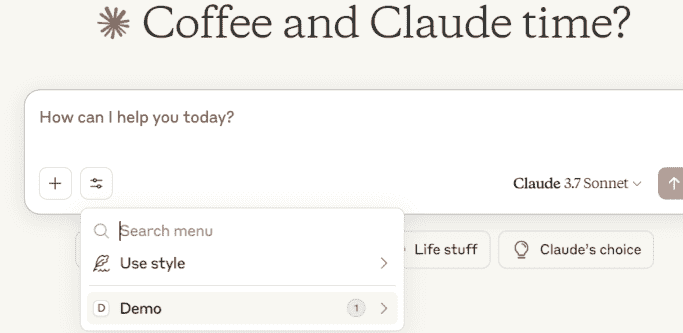 Coffee and Claude time?
How can I help you today?
Claude 3.7 Sonnet
Search menu
Use style
D Demo 1
Life stuff
Claude's choice